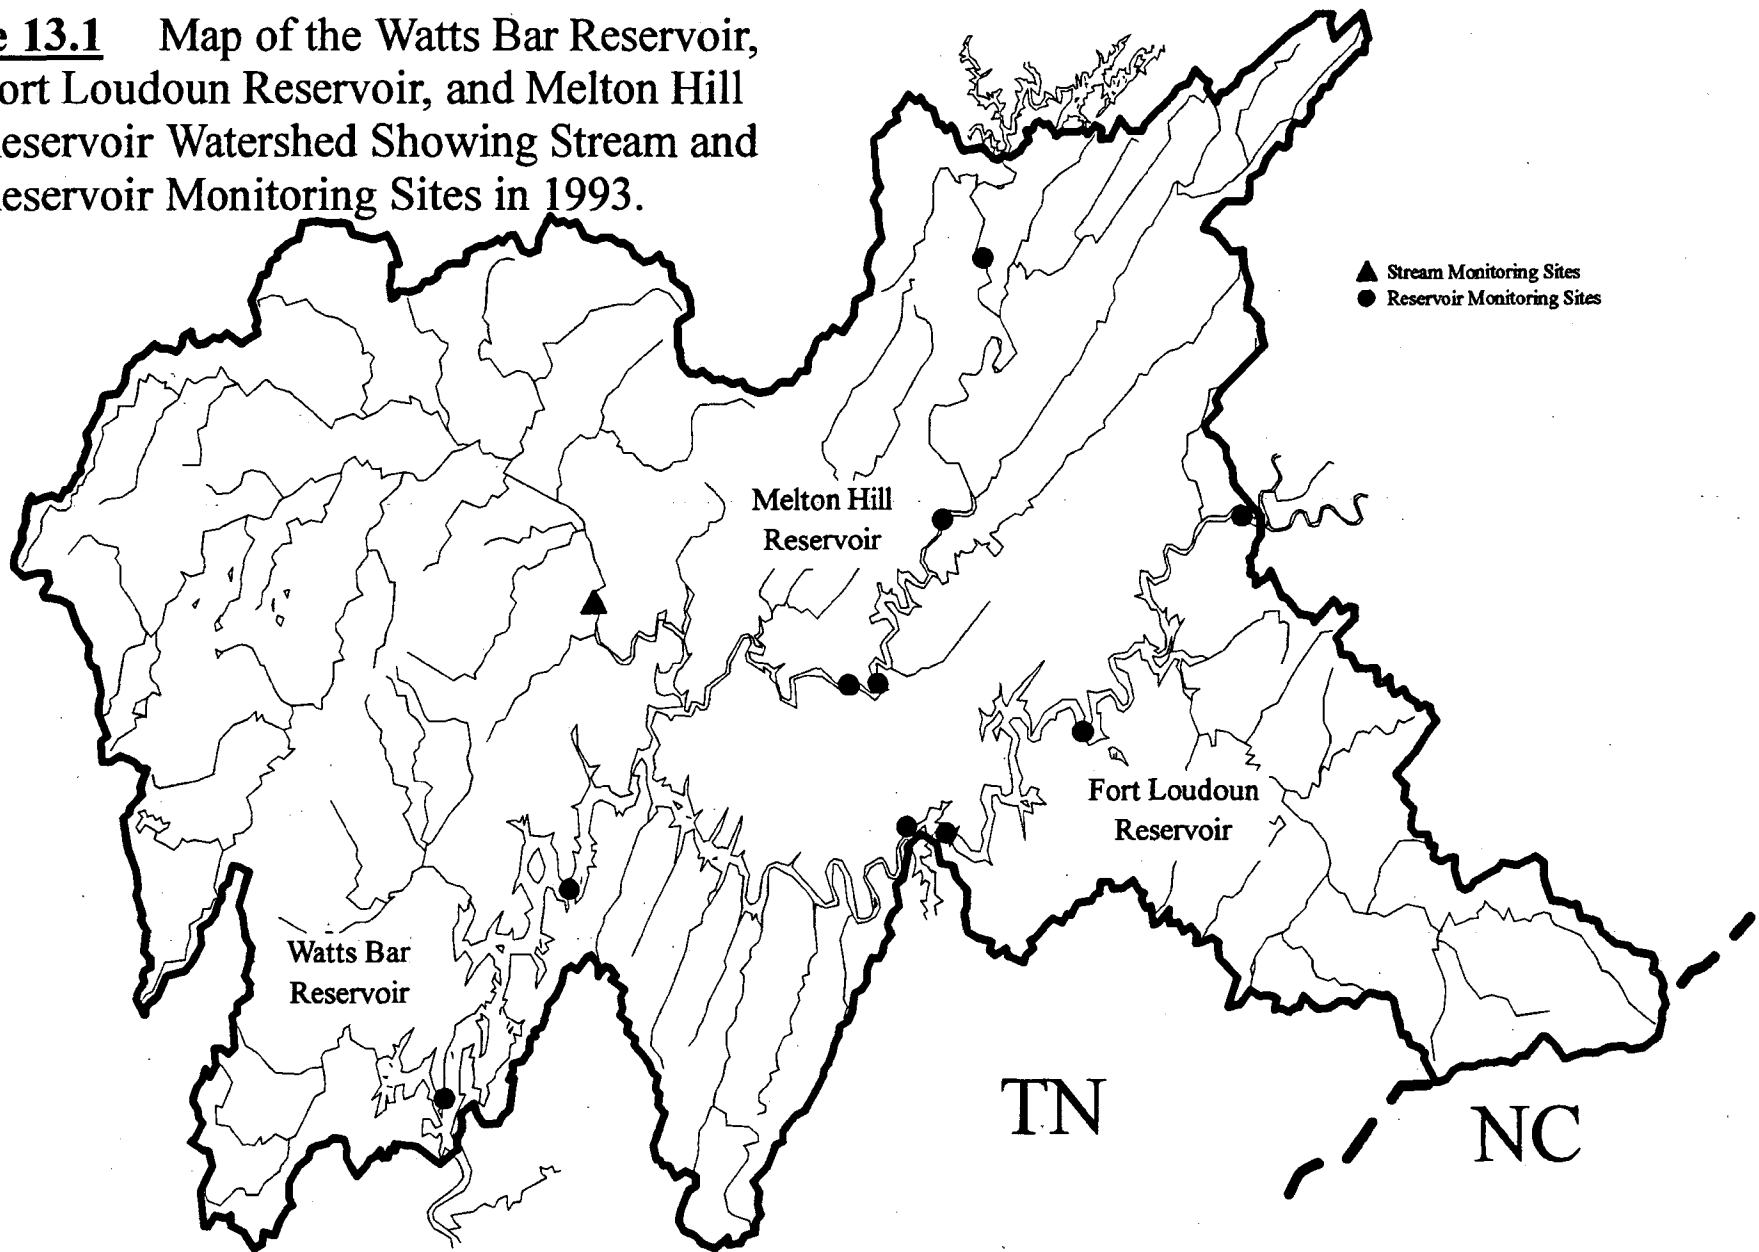 e 13.1 Map of the Watts Bar Reservoir,
ort Loudoun Reservoir, and Melton Hill
eservoir Watershed Showing Stream and
eservoir Monitoring Sites in 1993.
Stream Monitoring Sites
Reservoir Monitoring Sites
Melton Hill
Reservoir
Fort Loudoun
Reservoir
Watts Bar
Reservoir
TN
NC